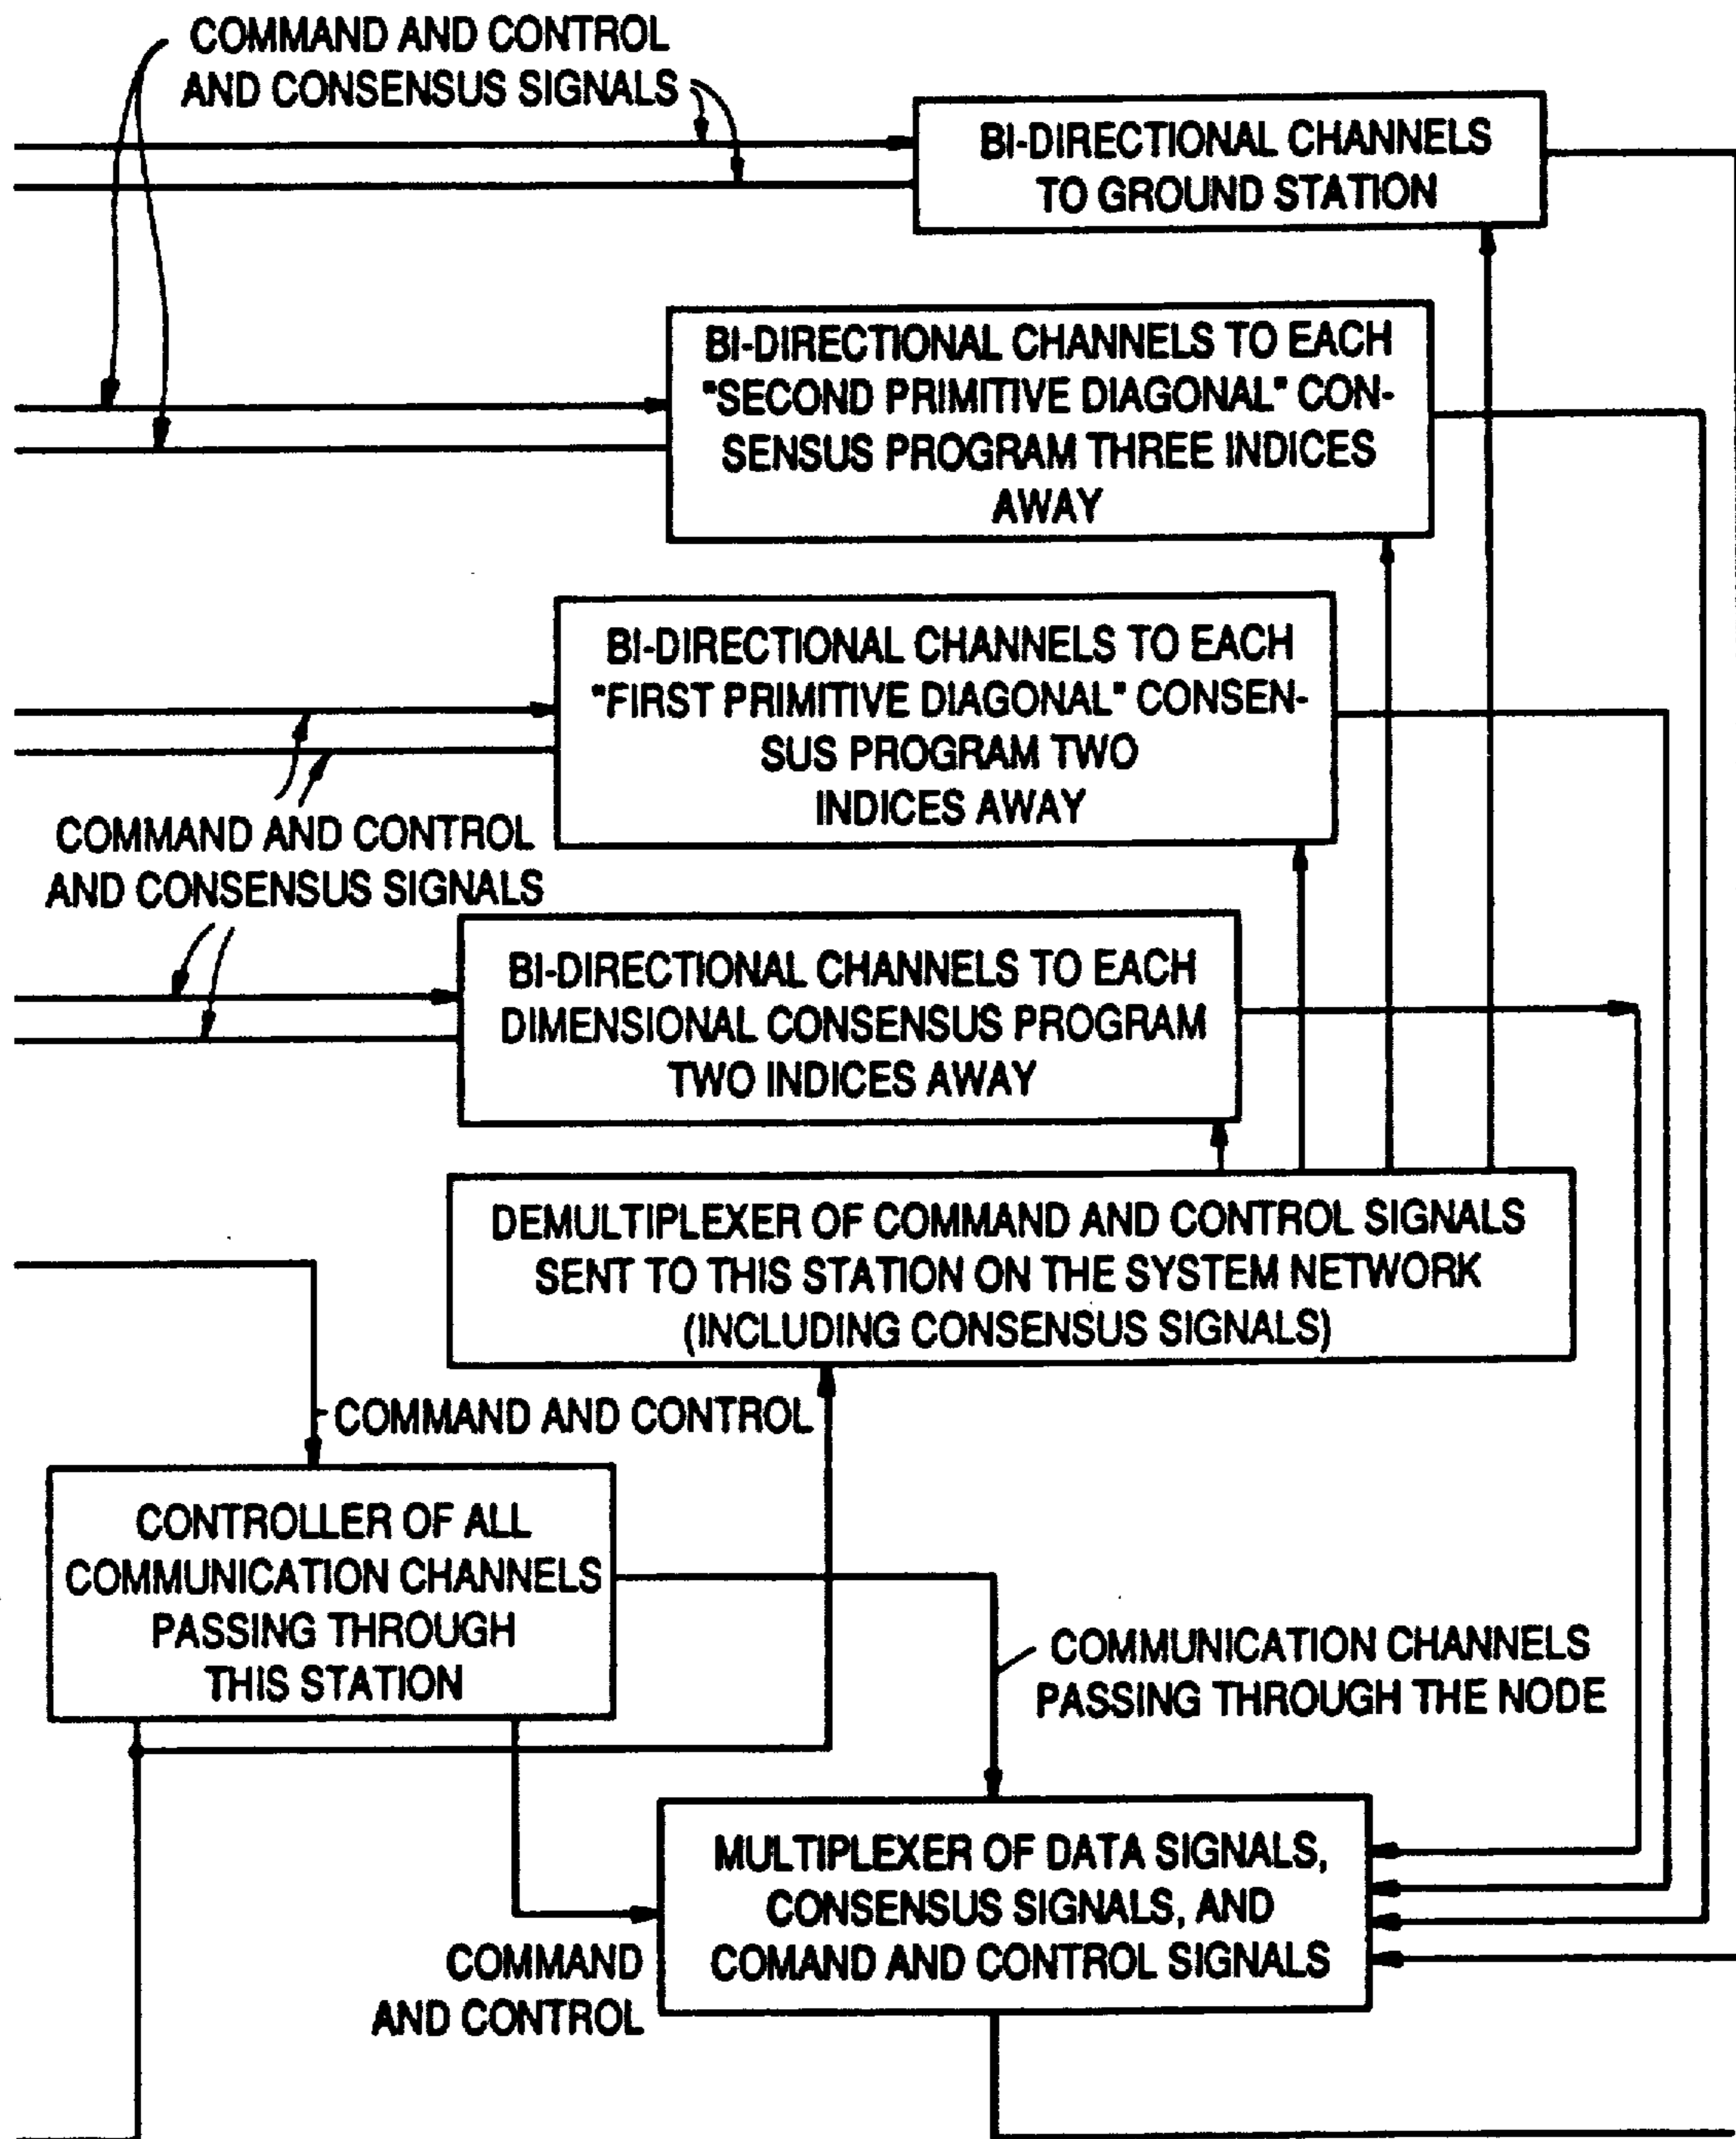 COMMAND AND CONTROL
AND CONSENSUS SIGNALS
BI-DIRECTIONAL CHANNELS
TO GROUND STATION
BI-DIRECTIONAL CHANNELS TO EACH
"SECOND PRIMITIVE DIAGONAL" CON-
SENSUS PROGRAM THREE INDICES
AWAY
BI-DIRECTIONAL CHANNELS TO EACH
"FIRST PRIMITIVE DIAGONAL" CONSEN-
SUS PROGRAM TWO
INDICES AWAY
COMMAND AND CONTROL
AND CONSENSUS SIGNALS
BI-DIRECTIONAL CHANNELS TO EACH
DIMENSIONAL CONSENSUS PROGRAM
TWO INDICES AWAY
DEMULTIPLEXER OF COMMAND AND CONTROL SIGNALS
SENT TO THIS STATION ON THE SYSTEM NETWORK
(INCLUDING CONSENSUS SIGNALS)
COMMAND AND CONTROL
CONTROLLER OF ALL
COMMUNICATION CHANNELS
PASSING THROUGH
THIS STATION
COMMUNICATION CHANNELS
PASSING THROUGH THE NODE
MULTIPLEXER OF DATA SIGNALS,
CONSENSUS SIGNALS, AND
COMAND AND CONTROL SIGNALS
COMMAND
AND CONTROL